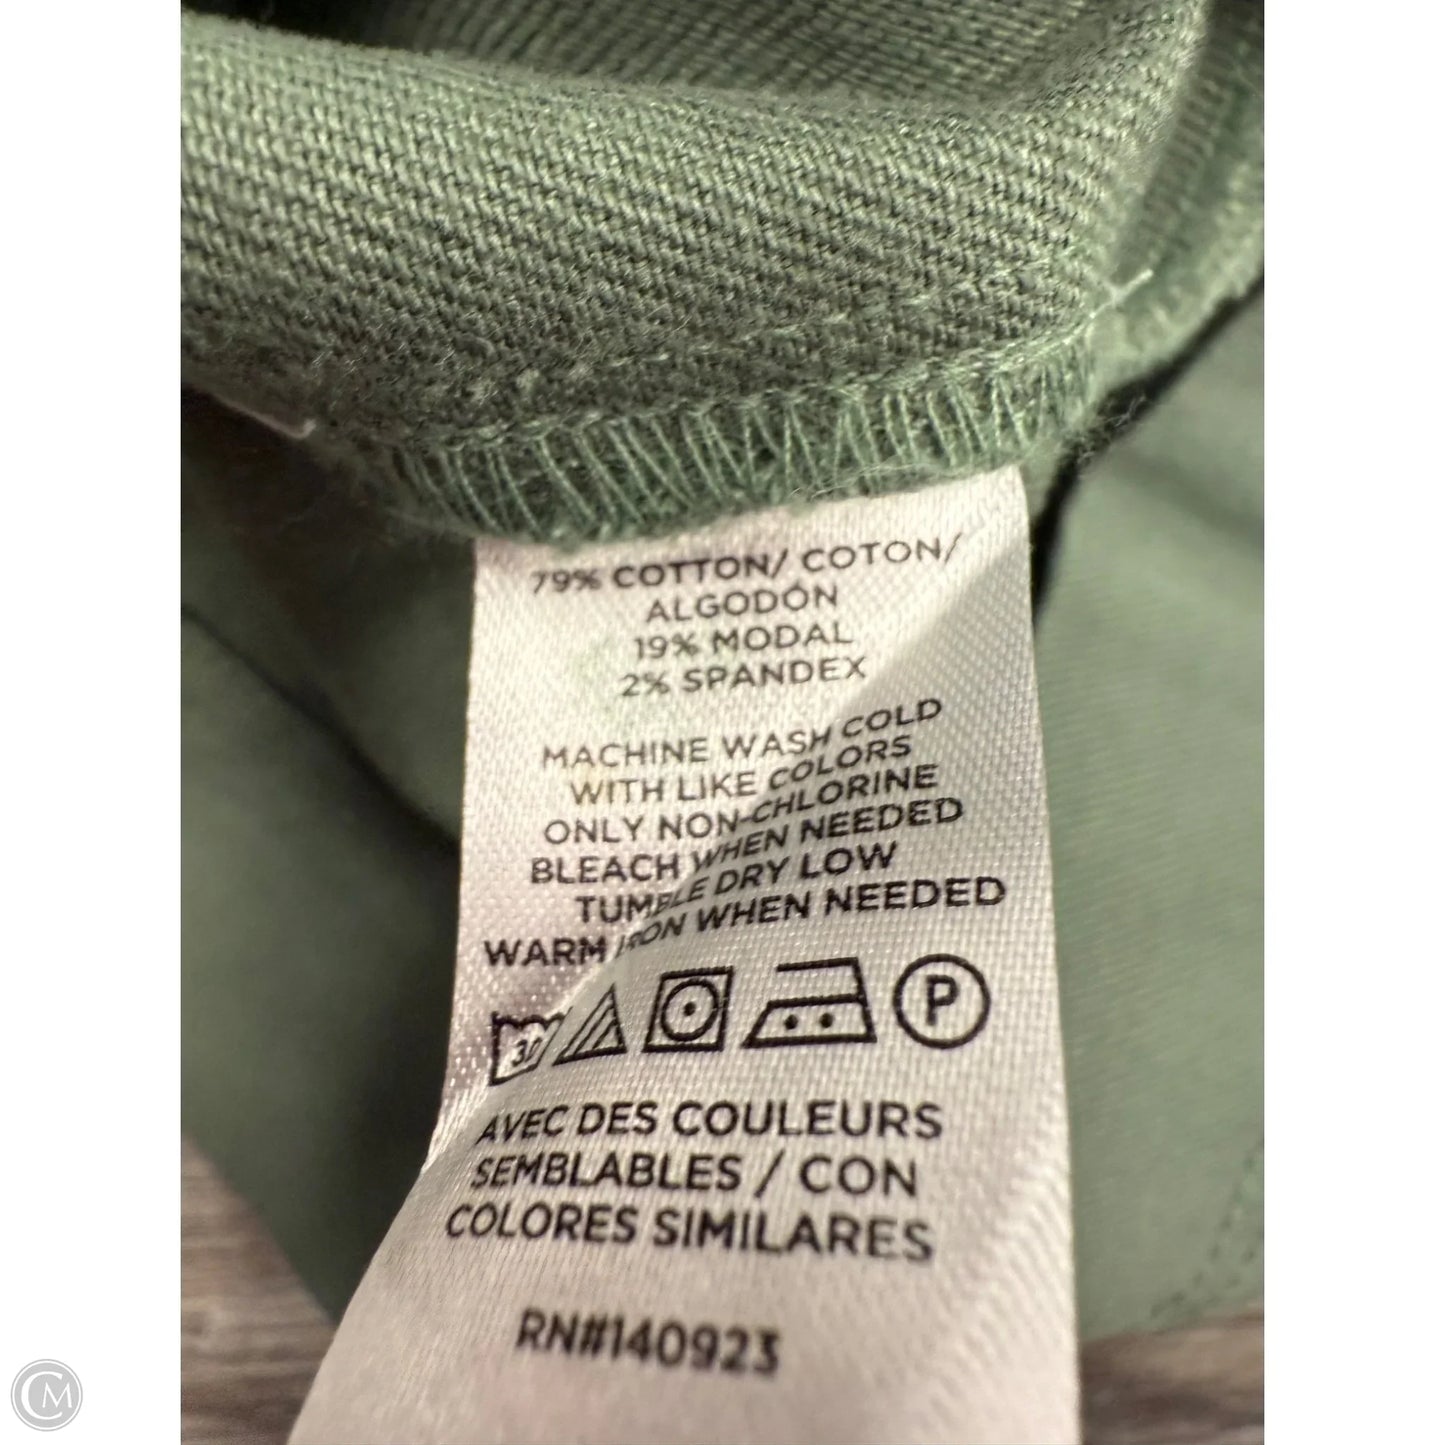 79% COTTON/ COTON/
ALGODÓN
19% MODAL
2% SPANDEX
MACHINE WASH COLD
WITH LIKE COLORS
ONLY NON-CHLORINE
BLEACH WHEN NEEDED
TUMBLE DRY LOW
WARM IRON WHEN NEEDED
30
P
AVEC DES COULEURS
SEMBLABLES / CON
COLORES SIMILARES
RN#140923
CM